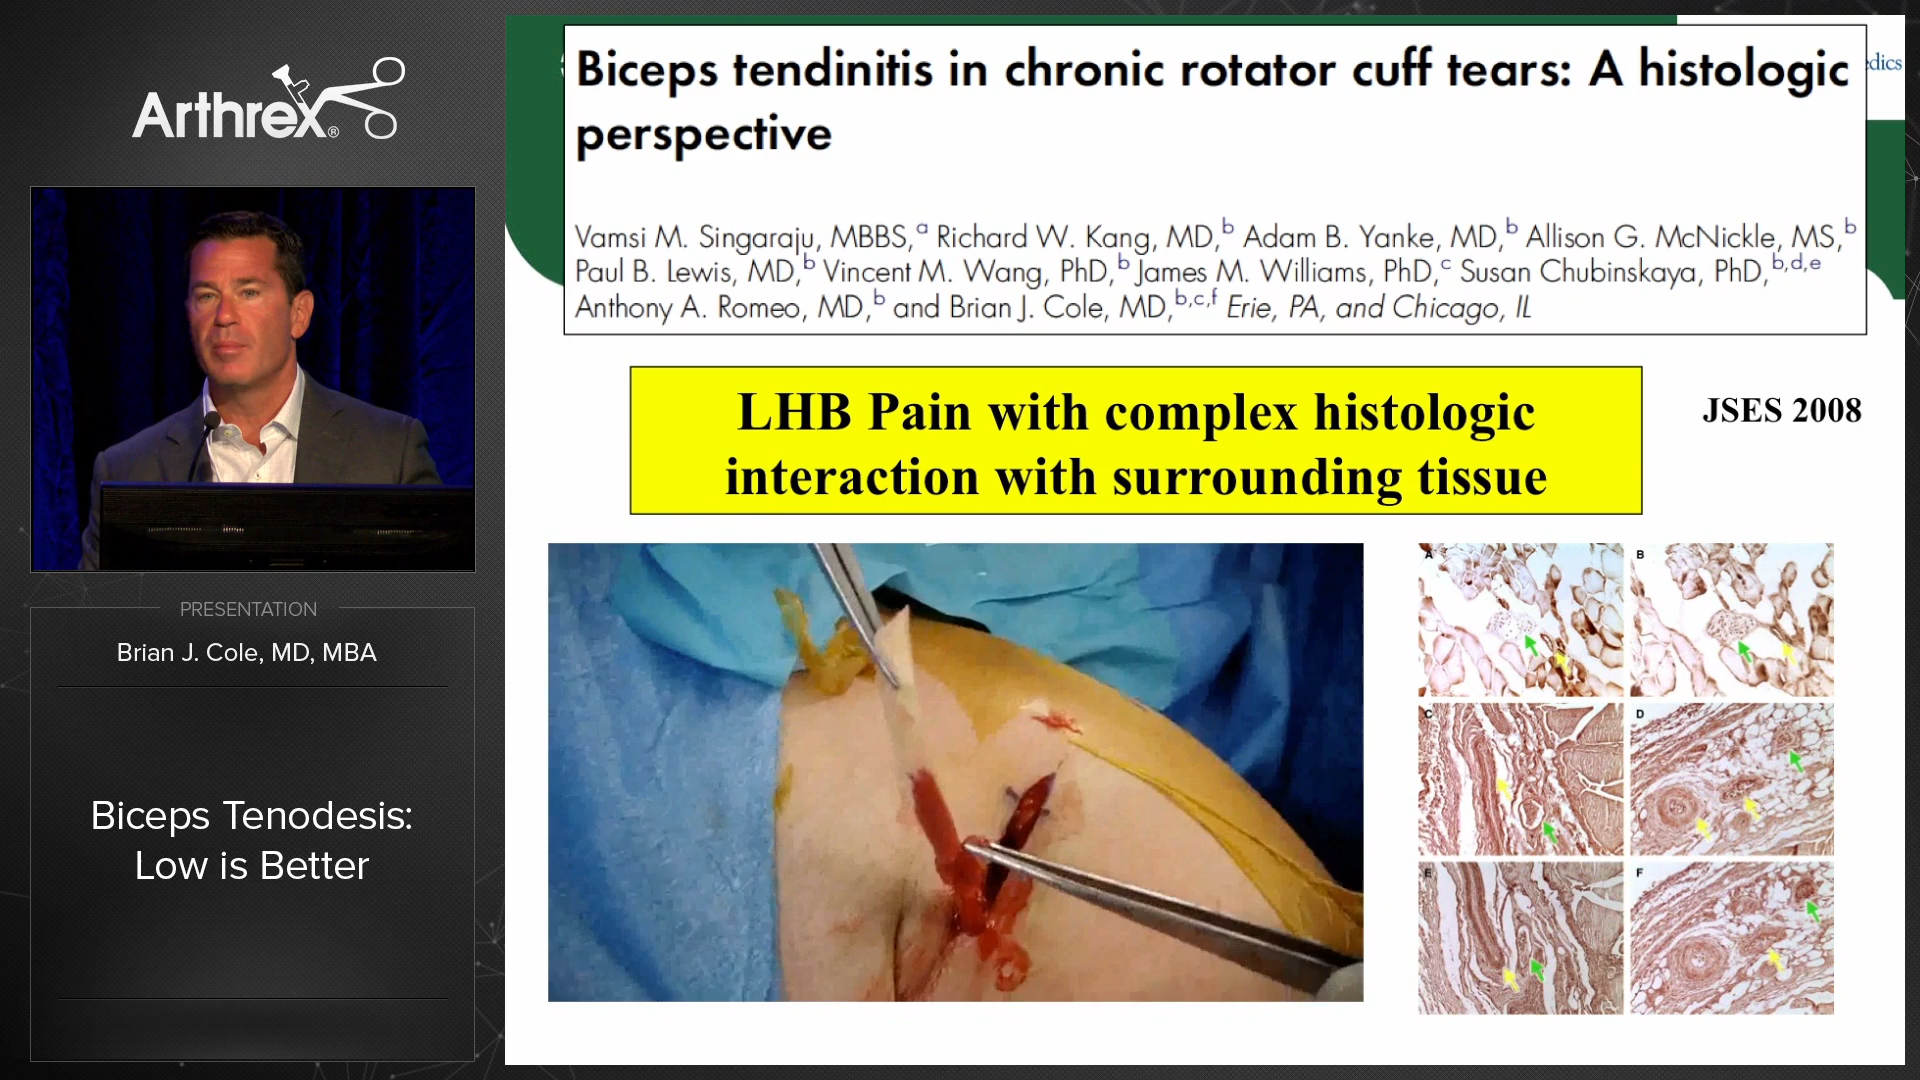 Arthrex®
PRESENTATION
Brian J. Cole, MD, MBA
Biceps Tenodesis:
Low is Better
Biceps tendinitis in chronic rotator cuff tears: A histologic
perspective
Vamsi M. Singaraju, MBBS,a Richard W. Kang, MD,b Adam B. Yanke, MD,b Allison G. McNickle, MS,b
Paul B. Lewis, MD,b Vincent M. Wang, PhD,b James M. Williams, PhD,c Susan Chubinskaya, PhD,b,d,e
Anthony A. Romeo, MD,b and Brian J. Cole, MD,b,c,f Erie, PA, and Chicago, IL
LHB Pain with complex histologic
interaction with surrounding tissue
JSES 2008
A
B
C
D
E
F